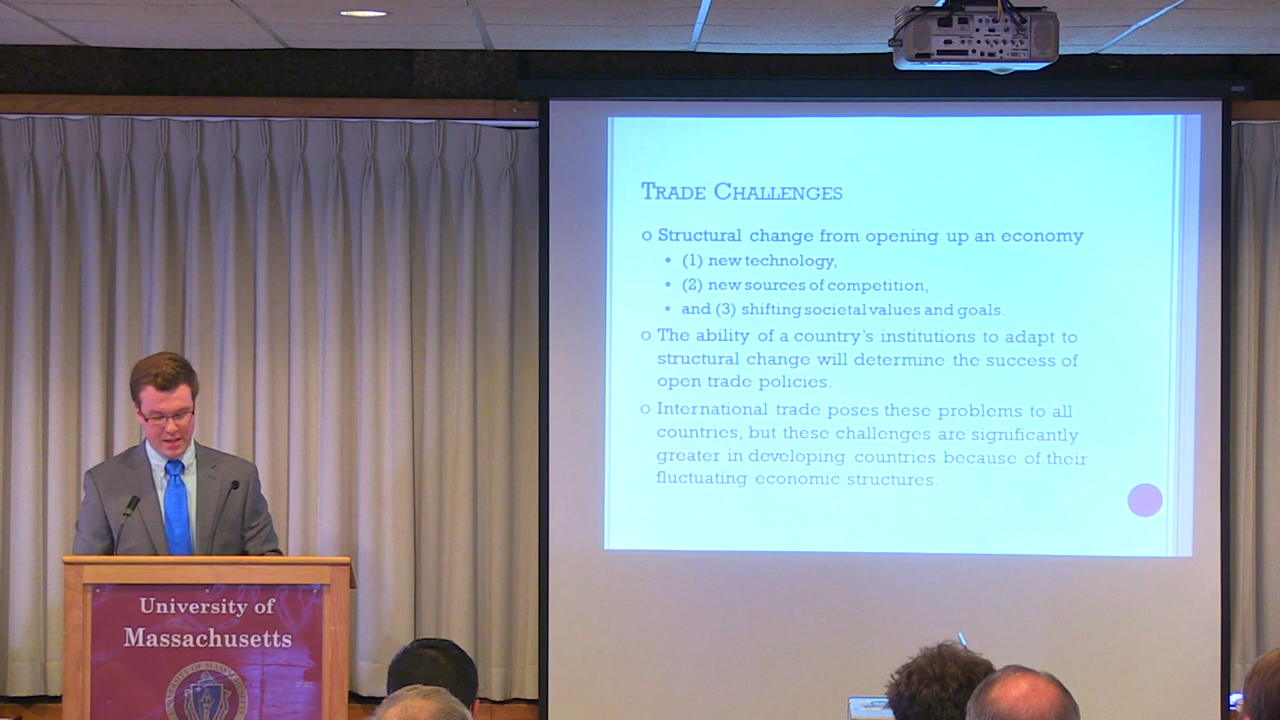 TRADE CHALLENGES
o Structural change from opening up an economy
• (1) new technology,
• (2) new sources of competition,
• and (3) shifting societal values and goals.
o The ability of a country's institutions to adapt to
structural change will determine the success of
open trade policies.
o International trade poses these problems to all
countries, but these challenges are significantly
greater in developing countries because of their
fluctuating economic structures.
University of
Massachusetts